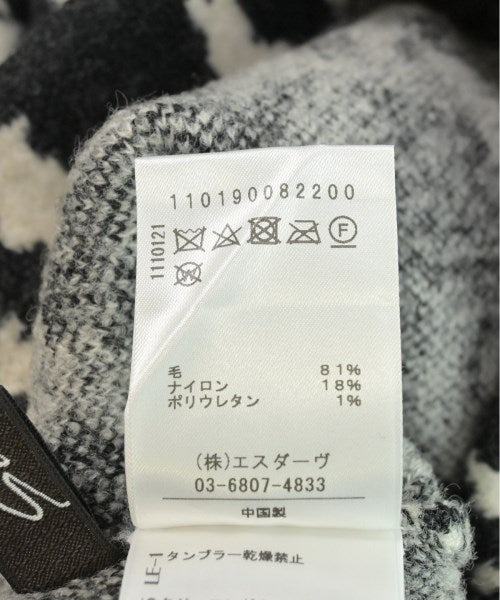 110190082200
1110121
F
W
毛 81%
ナイロン 18%
ポリウレタン 1%
(株)エスダーヴ
03-6807-4833
中国製
LE-1
タンブラー乾燥禁止